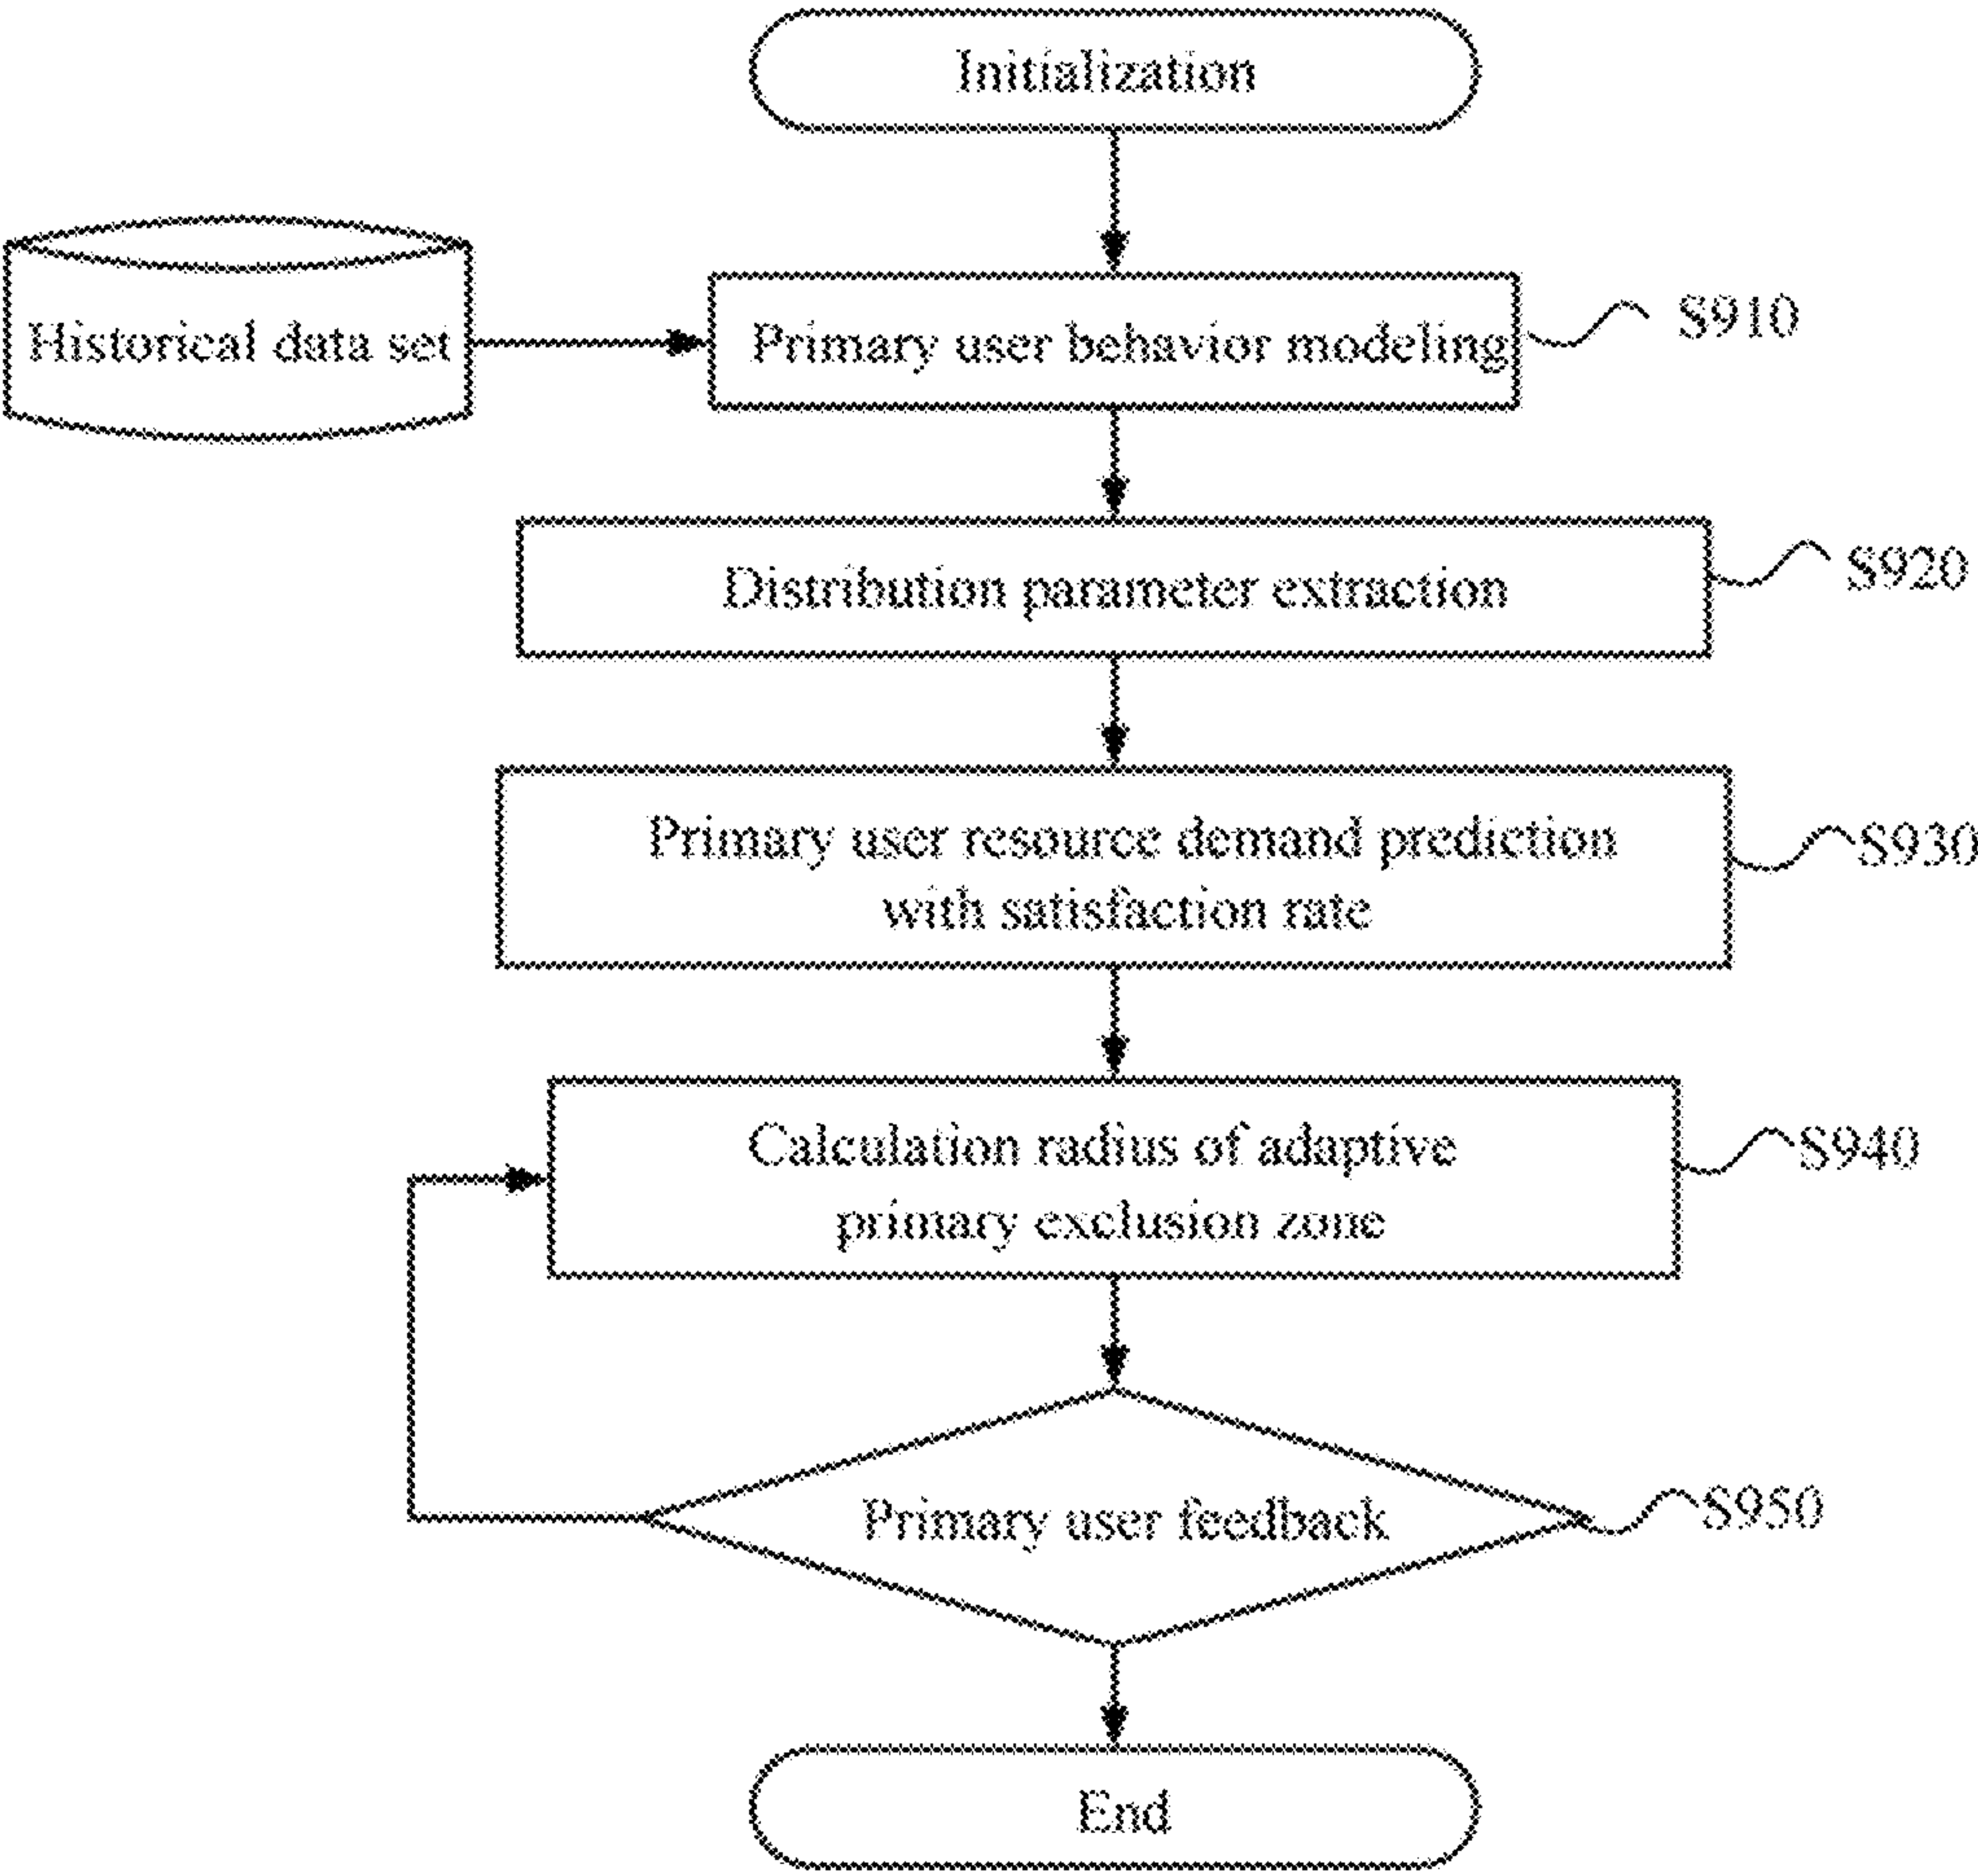 Initialization
Historical data set
Primary user behavior modeling
S910
Distribution parameter extraction
S920
Primary user resource demand prediction
with satisfaction rate
S930
Calculation radius of adaptive
primary exclusion zone
S940
Primary user feedback
S950
End